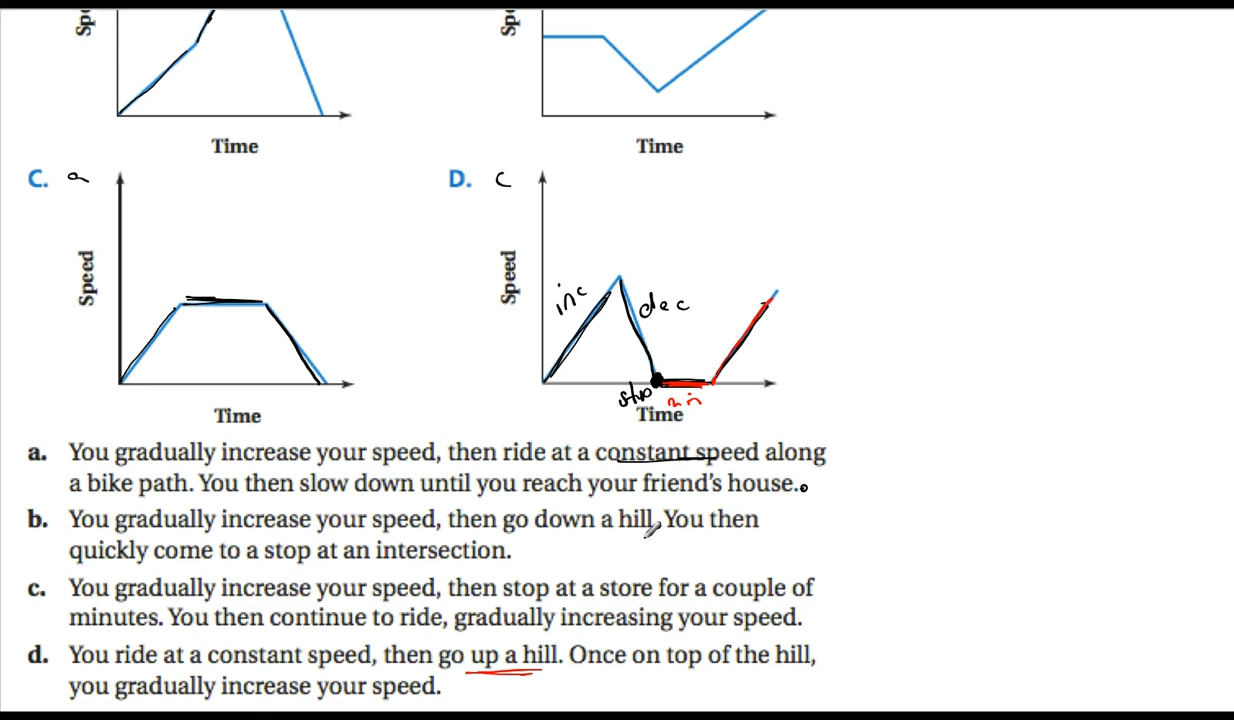 Spe
Spe
Time
Time
C. a
D. c
Speed
Speed
inc
dec
stop
min
Time
Time
a. You gradually increase your speed, then ride at a constant speed along
a bike path. You then slow down until you reach your friend's house.
b. You gradually increase your speed, then go down a hill. You then
quickly come to a stop at an intersection.
c. You gradually increase your speed, then stop at a store for a couple of
minutes. You then continue to ride, gradually increasing your speed.
d. You ride at a constant speed, then go up a hill. Once on top of the hill,
you gradually increase your speed.